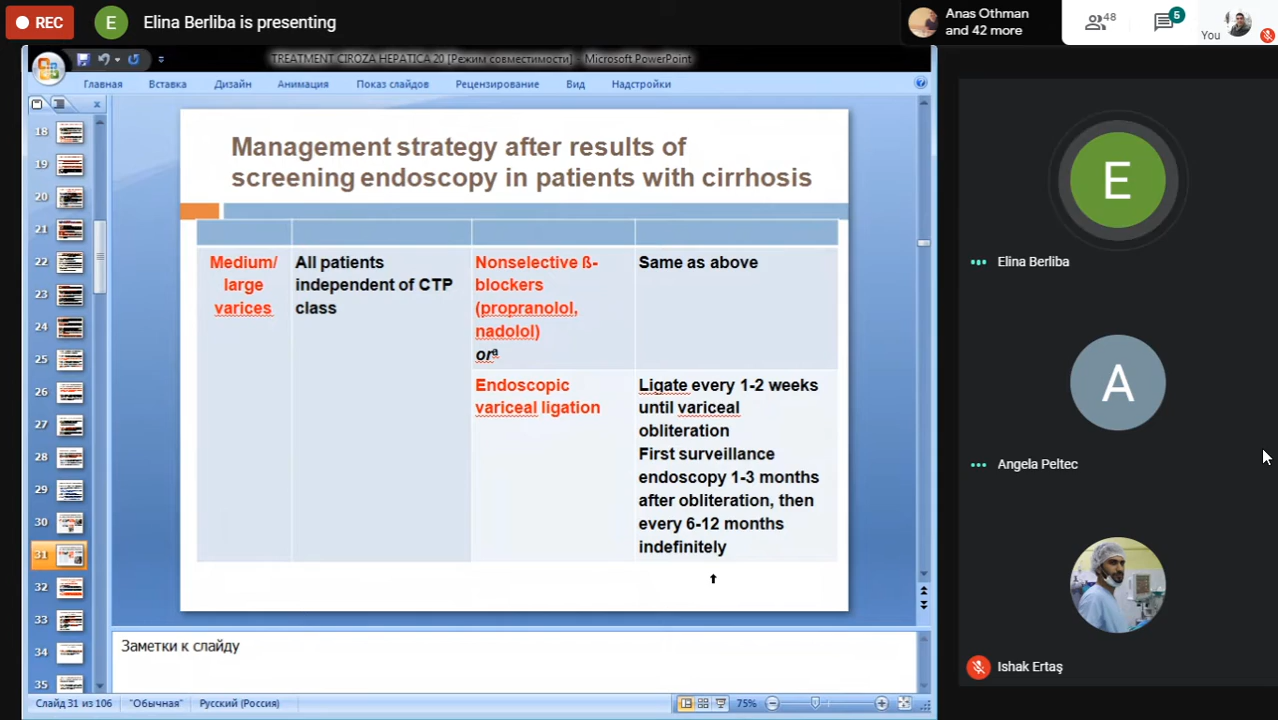 REC
E
Elina Berliba is presenting
Anas Othman
and 42 more
48
5
You
TREATMENT CIROZA HEPATICA 20 [Режим совместимости] - Microsoft PowerPoint
Главная Вставка Дизайн Анимация Показ слайдов Рецензирование Вид Надстройки
18
19
20
21
22
23
24
25
26
27
28
29
30
31
32
33
34
35
Management strategy after results of
screening endoscopy in patients with cirrhosis
Medium/
large
varices
All patients
independent of CTP
class
Nonselective ß-
blockers
(propranolol,
nadolol)
orª
Same as above
Endoscopic
variceal ligation
Ligate every 1-2 weeks
until variceal
obliteration
First surveillance
endoscopy 1-3 months
after obliteration, then
every 6-12 months
indefinitely
Заметки к слайду
Слайд 31 из 106 "Обычная" Русский (Россия) 75%
E
Elina Berliba
A
Angela Peltec
Ishak Ertaş